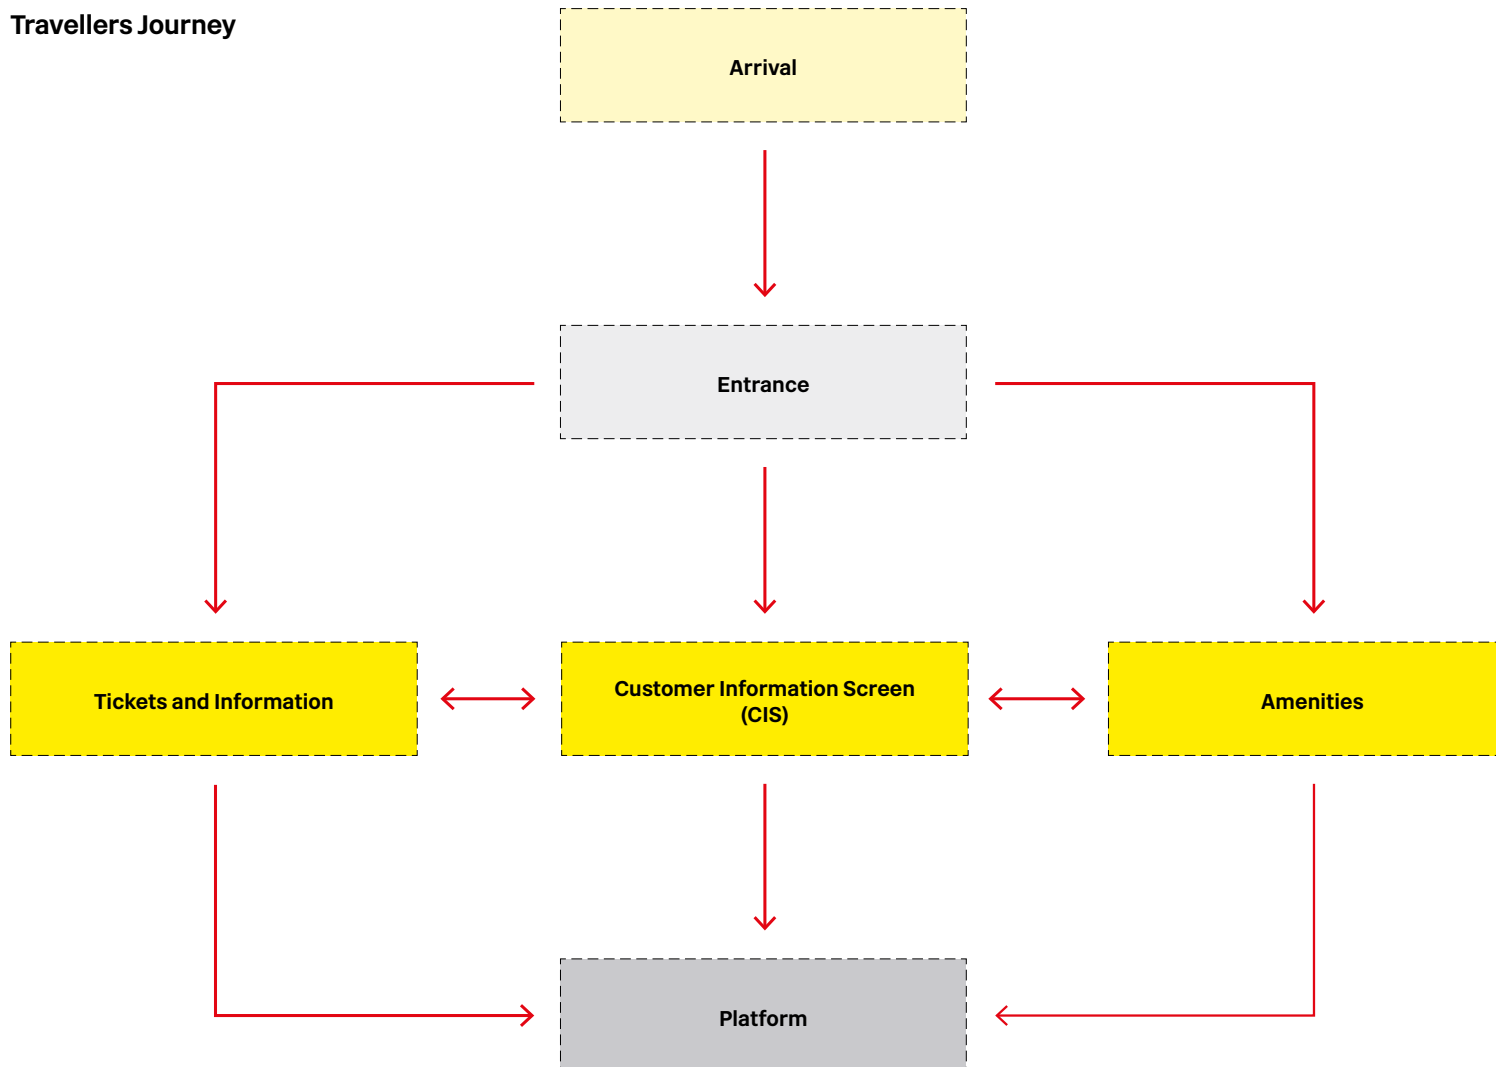 Travellers Journey
Arrival
Entrance
Tickets and Information
Customer Information Screen
(CIS)
Amenities
Platform